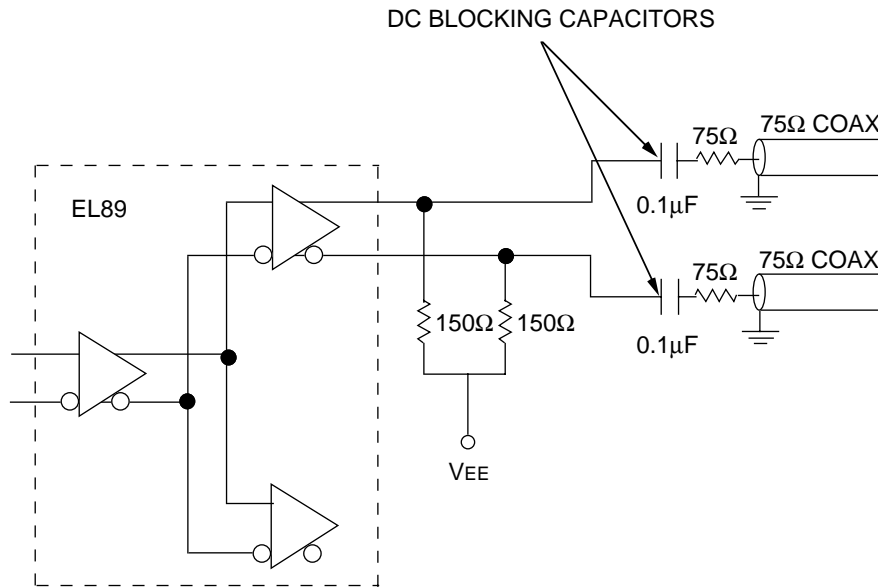 DC BLOCKING CAPACITORS
75Ω 75Ω COAX
0.1μF
EL89
75Ω 75Ω COAX
0.1μF
150Ω 150Ω
VEE